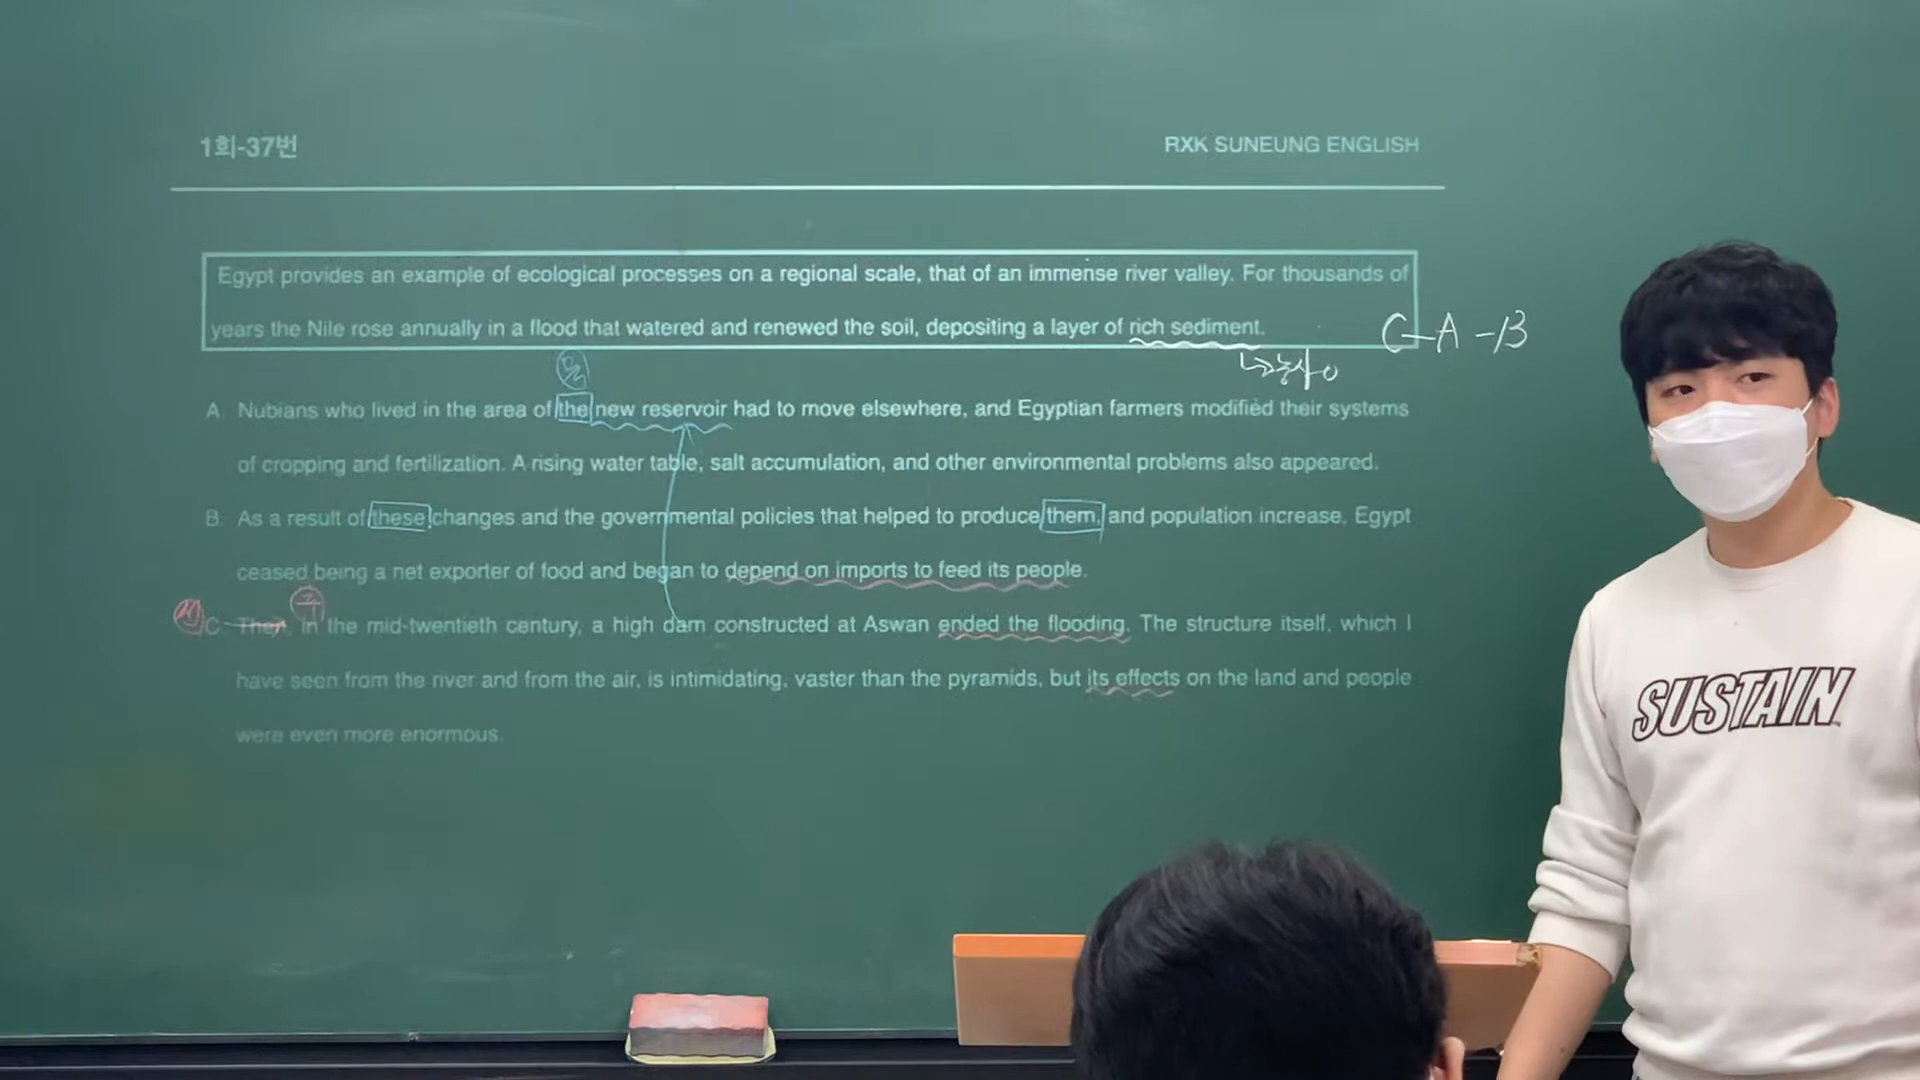 1회-37번
RXK SUNEUNG ENGLISH
Egypt provides an example of ecological processes on a regional scale, that of an immense river valley. For thousands of
years the Nile rose annually in a flood that watered and renewed the soil, depositing a layer of rich sediment.
C-A-B
A. Nubians who lived in the area of the new reservoir had to move elsewhere, and Egyptian farmers modified their systems
of cropping and fertilization. A rising water table, salt accumulation, and other environmental problems also appeared.
B. As a result of these changes and the governmental policies that helped to produce them, and population increase, Egypt
ceased being a net exporter of food and began to depend on imports to feed its people.
C Then, in the mid-twentieth century, a high dam constructed at Aswan ended the flooding. The structure itself, which I
have seen from the river and from the air, is intimidating, vaster than the pyramids, but its effects on the land and people
were even more enormous.
SUSTAIN